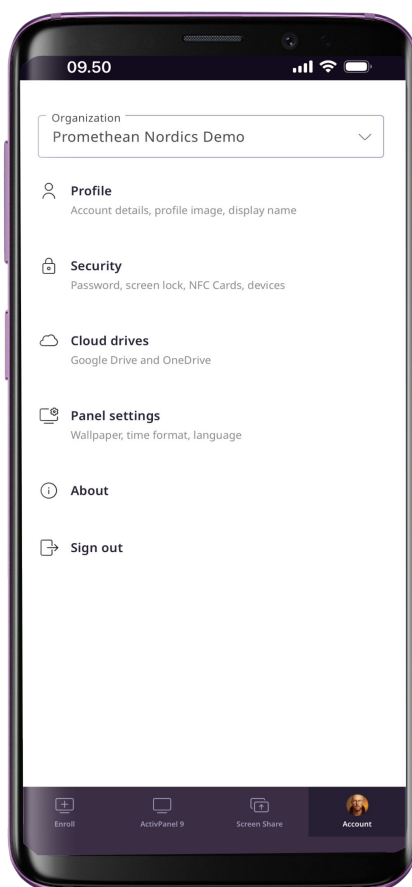 09.50
Organization
Promethean Nordics Demo
Profile
Account details, profile image, display name
Security
Password, screen lock, NFC Cards, devices
Cloud drives
Google Drive and OneDrive
Panel settings
Wallpaper, time format, language
About
Sign out
Enroll ActivPanel 9 Screen Share Account